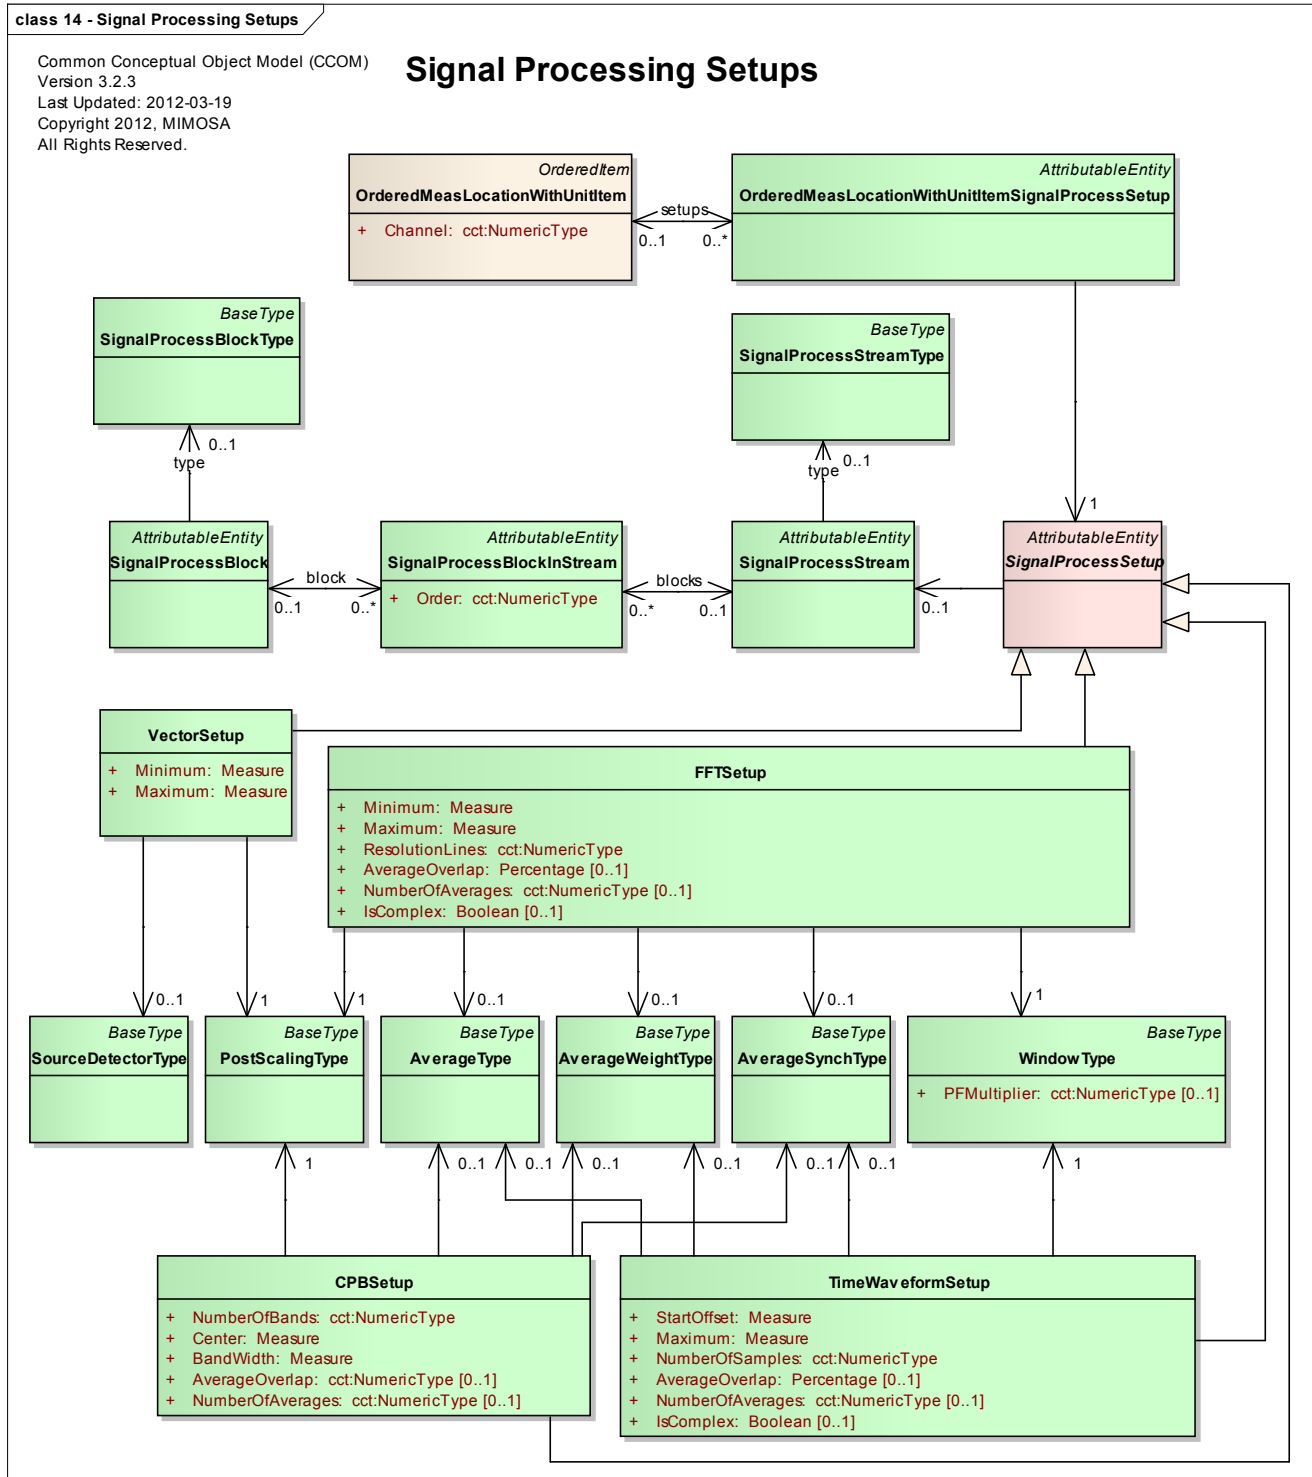 class 14 - Signal Processing Setups
Common Conceptual Object Model (CCOM)
Version 3.2.3
Last Updated: 2012-03-19
Copyright 2012, MIMOSA
All Rights Reserved.
Signal Processing Setups
OrderedItem
OrderedMeasLocationWithUnitItem
+ Channel: cct:NumericType
setups
0..1
0..*
AttributableEntity
OrderedMeasLocationWithUnitItemSignalProcessSetup
BaseType
SignalProcessBlockType
BaseType
SignalProcessStreamType
0..1
type
0..1
type
1
AttributableEntity
SignalProcessBlock
block
0..1
0..*
AttributableEntity
SignalProcessBlockInStream
+ Order: cct:NumericType
blocks
0..*
0..1
AttributableEntity
SignalProcessStream
0..1
AttributableEntity
SignalProcessSetup
VectorSetup
+ Minimum: Measure
+ Maximum: Measure
FFTSetup
+ Minimum: Measure
+ Maximum: Measure
+ ResolutionLines: cct:NumericType
+ AverageOverlap: Percentage [0..1]
+ NumberOfAverages: cct:NumericType [0..1]
+ IsComplex: Boolean [0..1]
0..1
1
1
0..1
0..1
0..1
1
BaseType
SourceDetectorType
BaseType
PostScalingType
BaseType
AverageType
BaseType
AverageWeightType
BaseType
AverageSynchType
BaseType
WindowType
+ PFMultiplier: cct:NumericType [0..1]
1
0..1
0..1
0..1
0..1
0..1
0..1
1
CPBSetup
+ NumberOfBands: cct:NumericType
+ Center: Measure
+ BandWidth: Measure
+ AverageOverlap: cct:NumericType [0..1]
+ NumberOfAverages: cct:NumericType [0..1]
TimeWaveformSetup
+ StartOffset: Measure
+ Maximum: Measure
+ NumberOfSamples: cct:NumericType
+ AverageOverlap: Percentage [0..1]
+ NumberOfAverages: cct:NumericType [0..1]
+ IsComplex: Boolean [0..1]